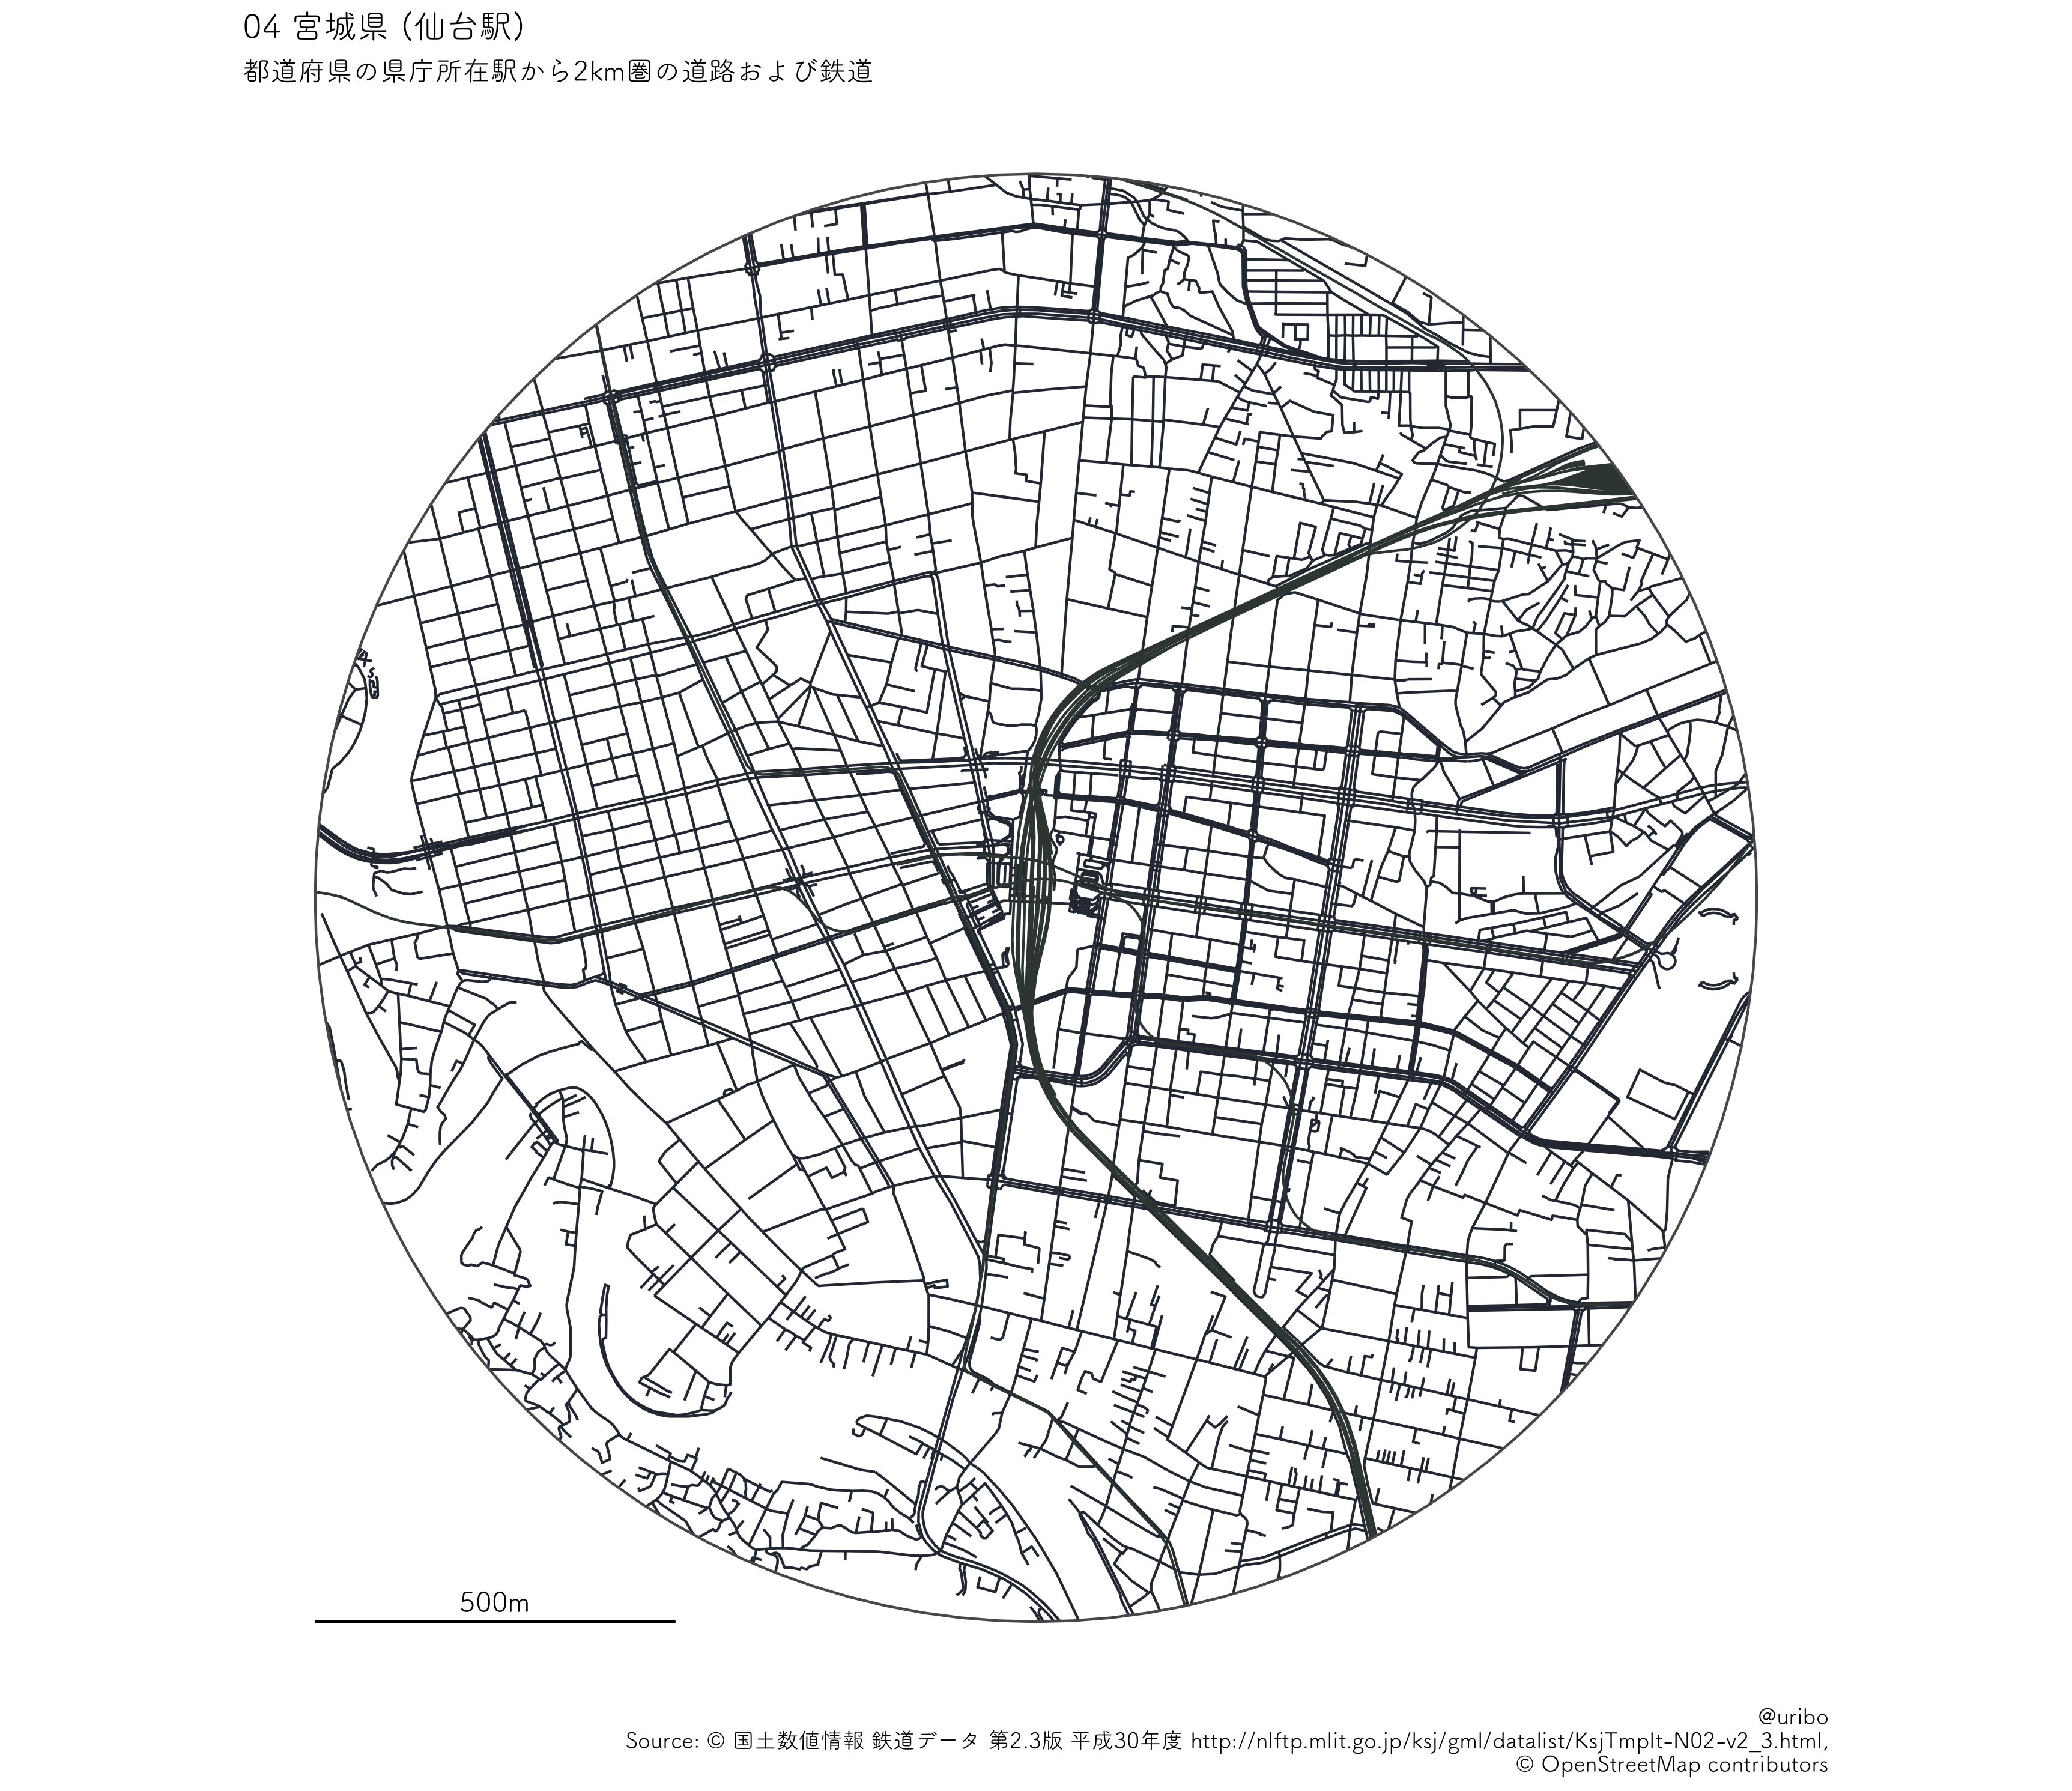 04 宮城県 (仙台駅)
都道府県の県庁所在駅から2km圏の道路および鉄道
500m
@uribo
Source: © 国土数値情報 鉄道データ 第2.3版 平成30年度 http://nlftp.mlit.go.jp/ksj/gml/datalist/KsjTmplt-N02-v2_3.html,
© OpenStreetMap contributors